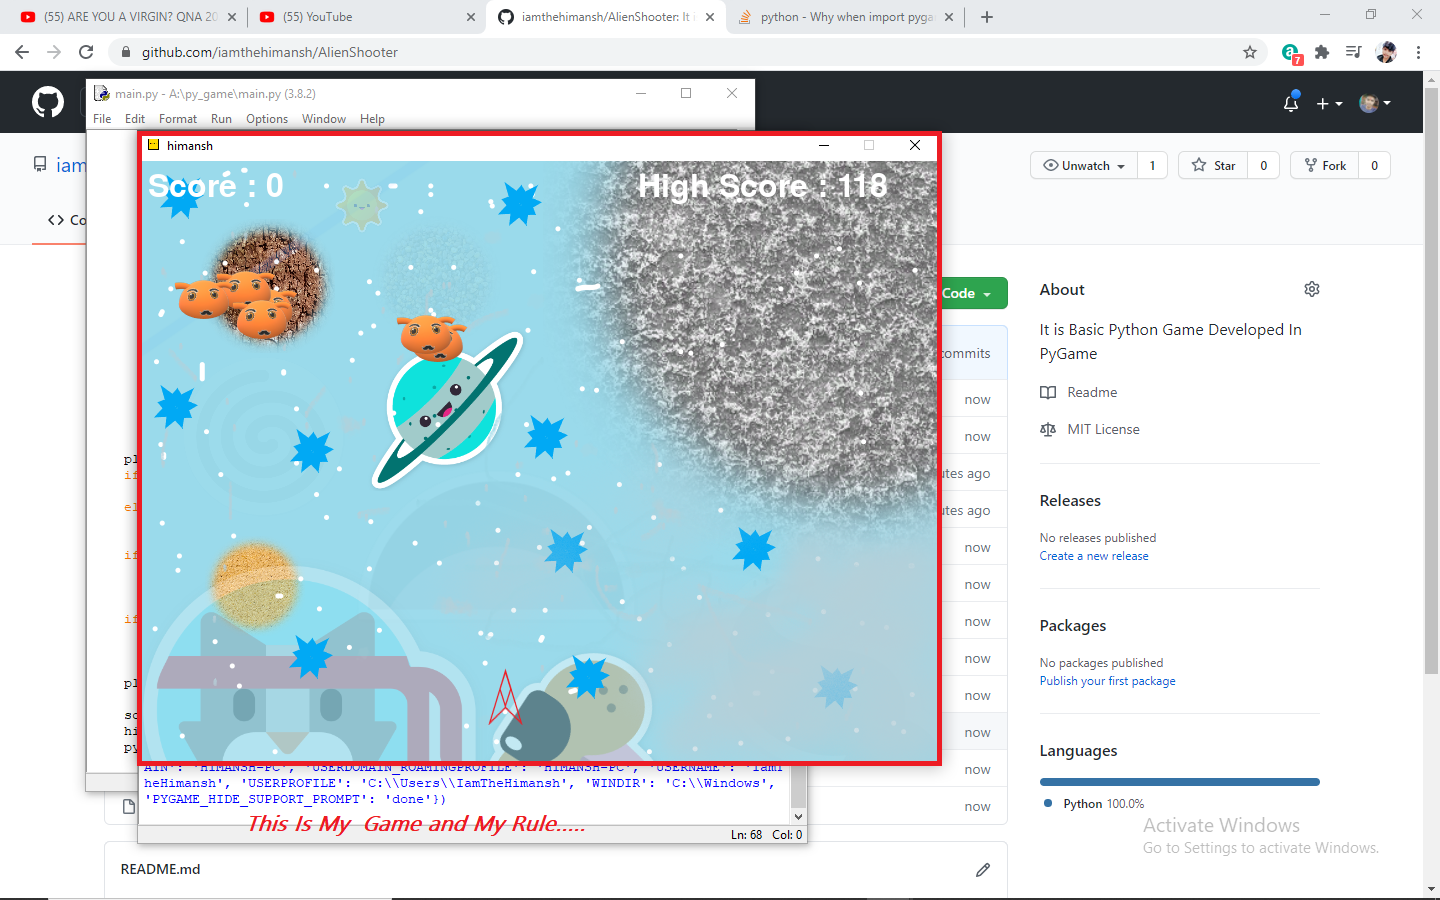 (55) ARE YOU A VIRGIN? QNA 20
(55) YouTube
iamthehimansh/AlienShooter: It i
python - Why when import pyga
github.com/iamthehimansh/AlienShooter
7
main.py - A:\py_game\main.py (3.8.2)
File Edit Format Run Options Window Help
himansh
Score : 0
High Score : 118
iam
Unwatch 1
Star 0
Fork 0
<> Co
Code
About
It is Basic Python Game Developed In
PyGame
Readme
MIT License
Releases
No releases published
Create a new release
Packages
No packages published
Publish your first package
Languages
Python 100.0%
commits
now
now
utes ago
utes ago
now
now
now
now
now
now
now
now
pl
if
el
if
if
pl
sc
hi
py
AIN': 'HIMANSH-PC', 'USERDOMAIN_ROAMINGPROFILE': 'HIMANSH-PC', 'USERNAME': 'IamT
heHimansh', 'USERPROFILE': 'C:\\Users\\IamTheHimansh', 'WINDIR': 'C:\\Windows',
'PYGAME_HIDE_SUPPORT_PROMPT': 'done'})
This Is My Game and My Rule.....
Ln: 68 Col: 0
README.md
Activate Windows
Go to Settings to activate Windows.